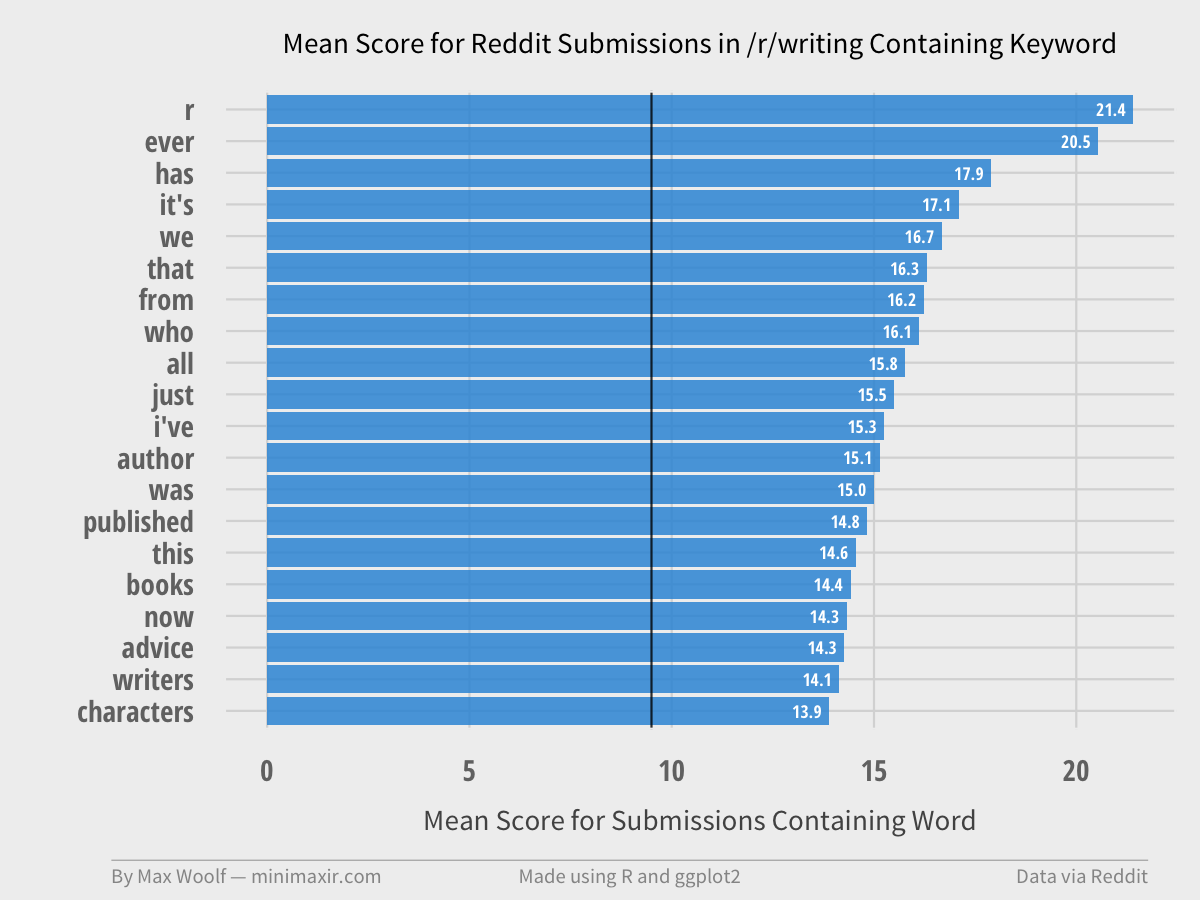 Mean Score for Reddit Submissions in /r/writing Containing Keyword
r 21.4
ever 20.5
has 17.9
it's 17.1
we 16.7
that 16.3
from 16.2
who 16.1
all 15.8
just 15.5
i've 15.3
author 15.1
was 15.0
published 14.8
this 14.6
books 14.4
now 14.3
advice 14.3
writers 14.1
characters 13.9
0 5 10 15 20
Mean Score for Submissions Containing Word
By Max Woolf — minimaxir.com Made using R and ggplot2 Data via Reddit